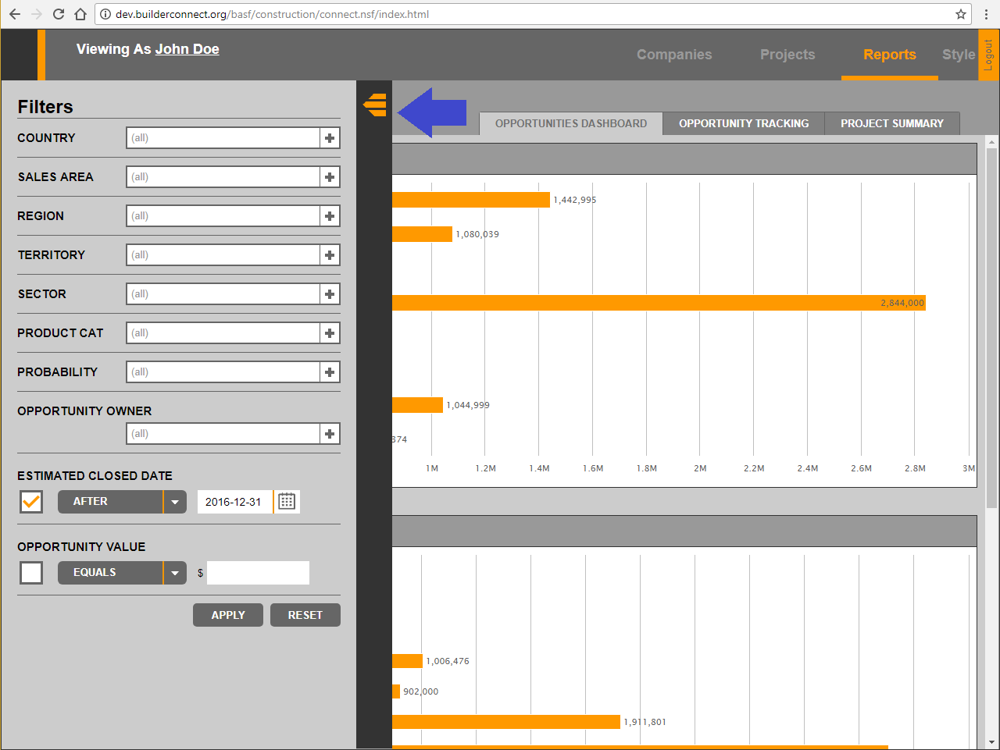 dev.builderconnect.org/basf/construction/connect.nsf/index.html
Viewing As John Doe
Companies
Projects
Reports
Style
Logout
Filters
COUNTRY (all)
SALES AREA (all)
REGION (all)
TERRITORY (all)
SECTOR (all)
PRODUCT CAT (all)
PROBABILITY (all)
OPPORTUNITY OWNER
(all)
ESTIMATED CLOSED DATE
AFTER 2016-12-31
OPPORTUNITY VALUE
EQUALS $
APPLY RESET
OPPORTUNITIES DASHBOARD OPPORTUNITY TRACKING PROJECT SUMMARY
1,442,995
1,080,039
2,844,000
1,044,999
374
1M 1.2M 1.4M 1.6M 1.8M 2M 2.2M 2.4M 2.6M 2.8M 3M
1,006,476
902,000
1,911,801